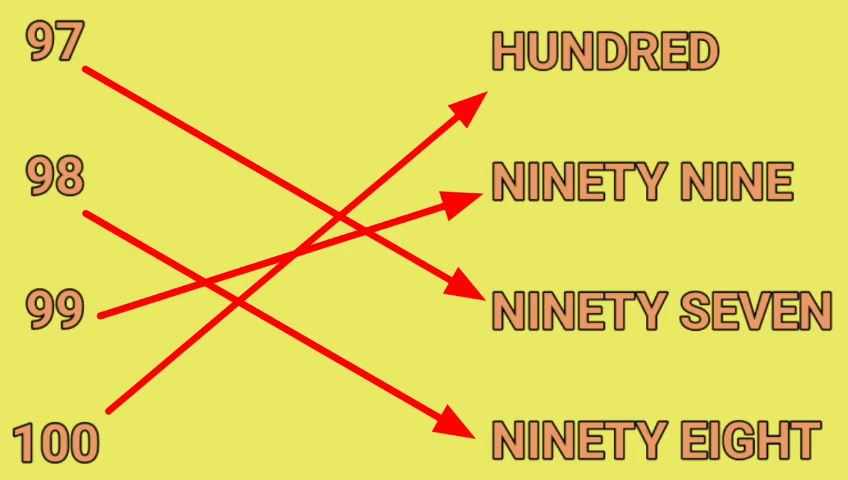 97
HUNDRED
98
NINETY NINE
99
NINETY SEVEN
100
NINETY EIGHT